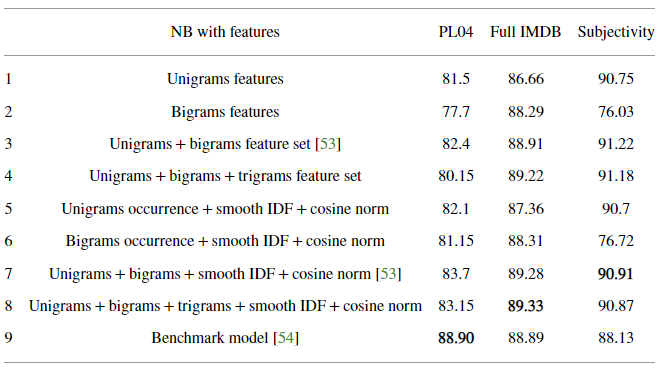 NB with features PL04 Full IMDB Subjectivity
1 Unigrams features 81.5 86.66 90.75
2 Bigrams features 77.7 88.29 76.03
3 Unigrams + bigrams feature set [53] 82.4 88.91 91.22
4 Unigrams + bigrams + trigrams feature set 80.15 89.22 91.18
5 Unigrams occurrence + smooth IDF + cosine norm 82.1 87.36 90.7
6 Bigrams occurrence + smooth IDF + cosine norm 81.15 88.31 76.72
7 Unigrams + bigrams + smooth IDF + cosine norm [53] 83.7 89.28 90.91
8 Unigrams + bigrams + trigrams + smooth IDF + cosine norm 83.15 89.33 90.87
9 Benchmark model [54] 88.90 88.89 88.13